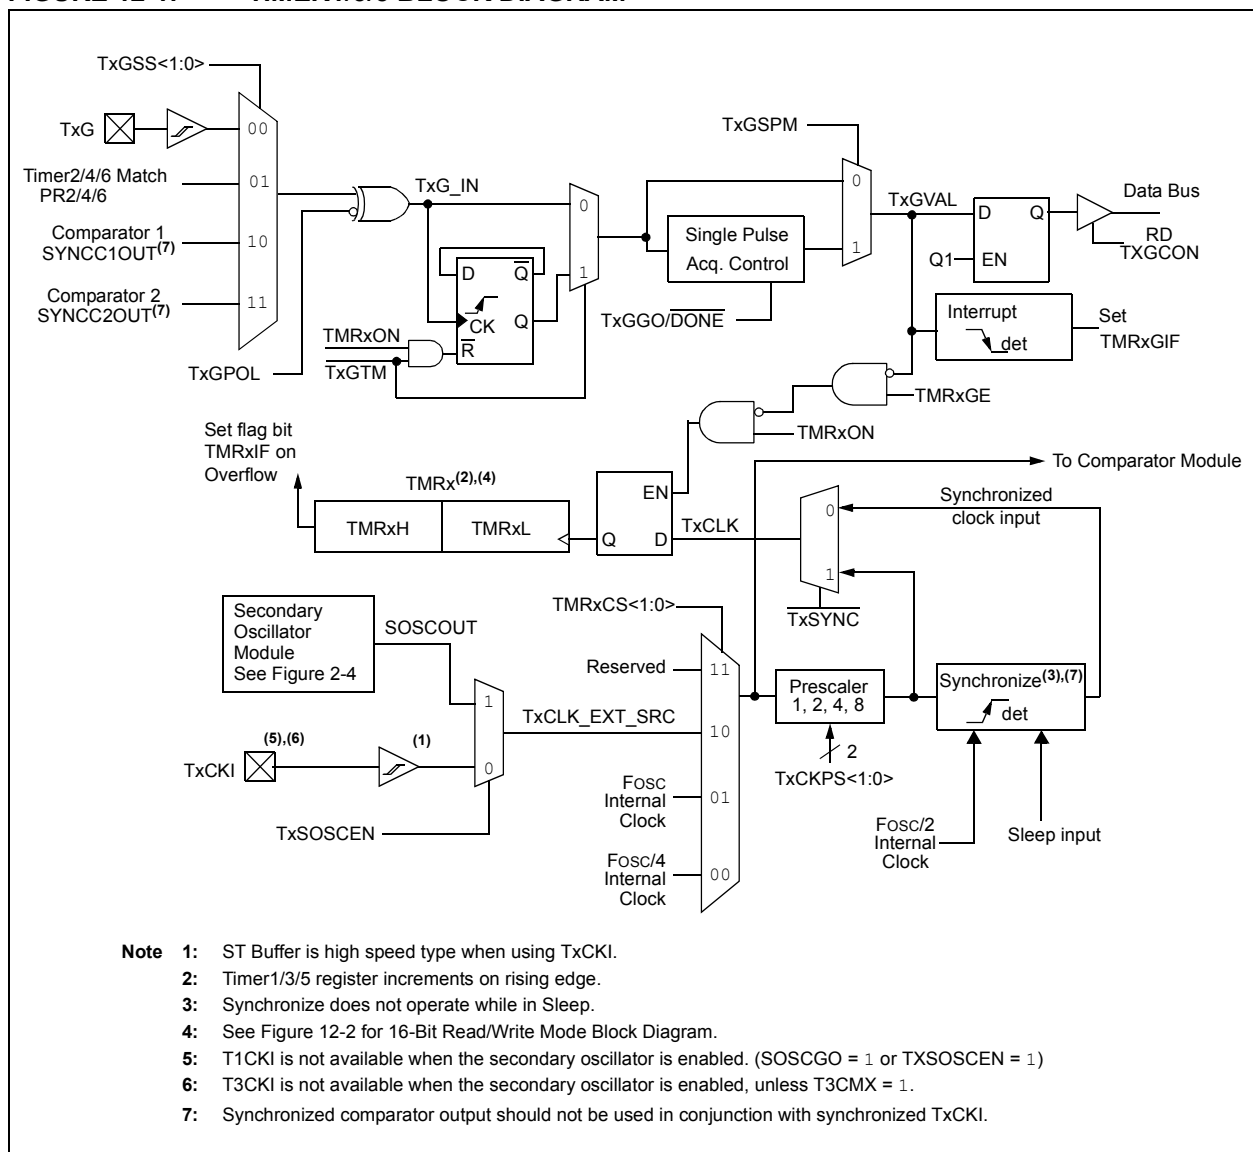 TxGSS<1:0>
TxG
00
Timer2/4/6 Match
PR2/4/6
01
Comparator 1
SYNCC1OUT(7)
10
Comparator 2
SYNCC2OUT(7)
11
TxGPOL
TxG_IN
0
1
D
Q
CK
Q
R
TMRxON
TxGTM
TxGSPM
0
1
Single Pulse
Acq. Control
TxGGO/DONE
TxGVAL
D
Q
Q1
EN
Data Bus
RD
TXGCON
Interrupt
det
Set
TMRxGIF
TMRxGE
TMRxON
To Comparator Module
Set flag bit
TMRxIF on
Overflow
TMRx(2),(4)
TMRxH
TMRxL
EN
Q
D
TxCLK
0
1
TxSYNC
Synchronized
clock input
Secondary
Oscillator
Module
See Figure 2-4
SOSCOUT
1
0
(5),(6)
(1)
TxCKI
TxSOSCEN
TxCLK_EXT_SRC
TMRxCS<1:0>
Reserved
11
10
FOSC
Internal
Clock
01
FOSC/4
Internal
Clock
00
Prescaler
1, 2, 4, 8
2
TxCKPS<1:0>
Synchronize(3),(7)
det
FOSC/2
Internal
Clock
Sleep input
Note 1: ST Buffer is high speed type when using TxCKI.
2: Timer1/3/5 register increments on rising edge.
3: Synchronize does not operate while in Sleep.
4: See Figure 12-2 for 16-Bit Read/Write Mode Block Diagram.
5: T1CKI is not available when the secondary oscillator is enabled. (SOSCGO = 1 or TXSOSCEN = 1)
6: T3CKI is not available when the secondary oscillator is enabled, unless T3CMX = 1.
7: Synchronized comparator output should not be used in conjunction with synchronized TxCKI.